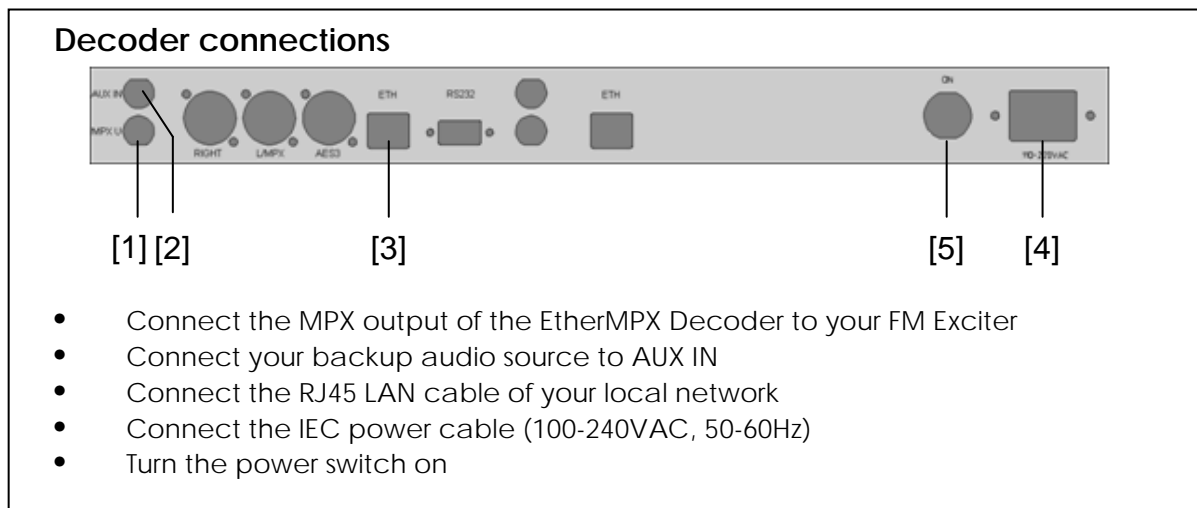 Decoder connections
AUX IN ETH RS232 ETH ON
MPX
RIGHT L/MPX AES3 110-220VAC
[1] [2] [3] [5] [4]
• Connect the MPX output of the EtherMPX Decoder to your FM Exciter
• Connect your backup audio source to AUX IN
• Connect the RJ45 LAN cable of your local network
• Connect the IEC power cable (100-240VAC, 50-60Hz)
• Turn the power switch on